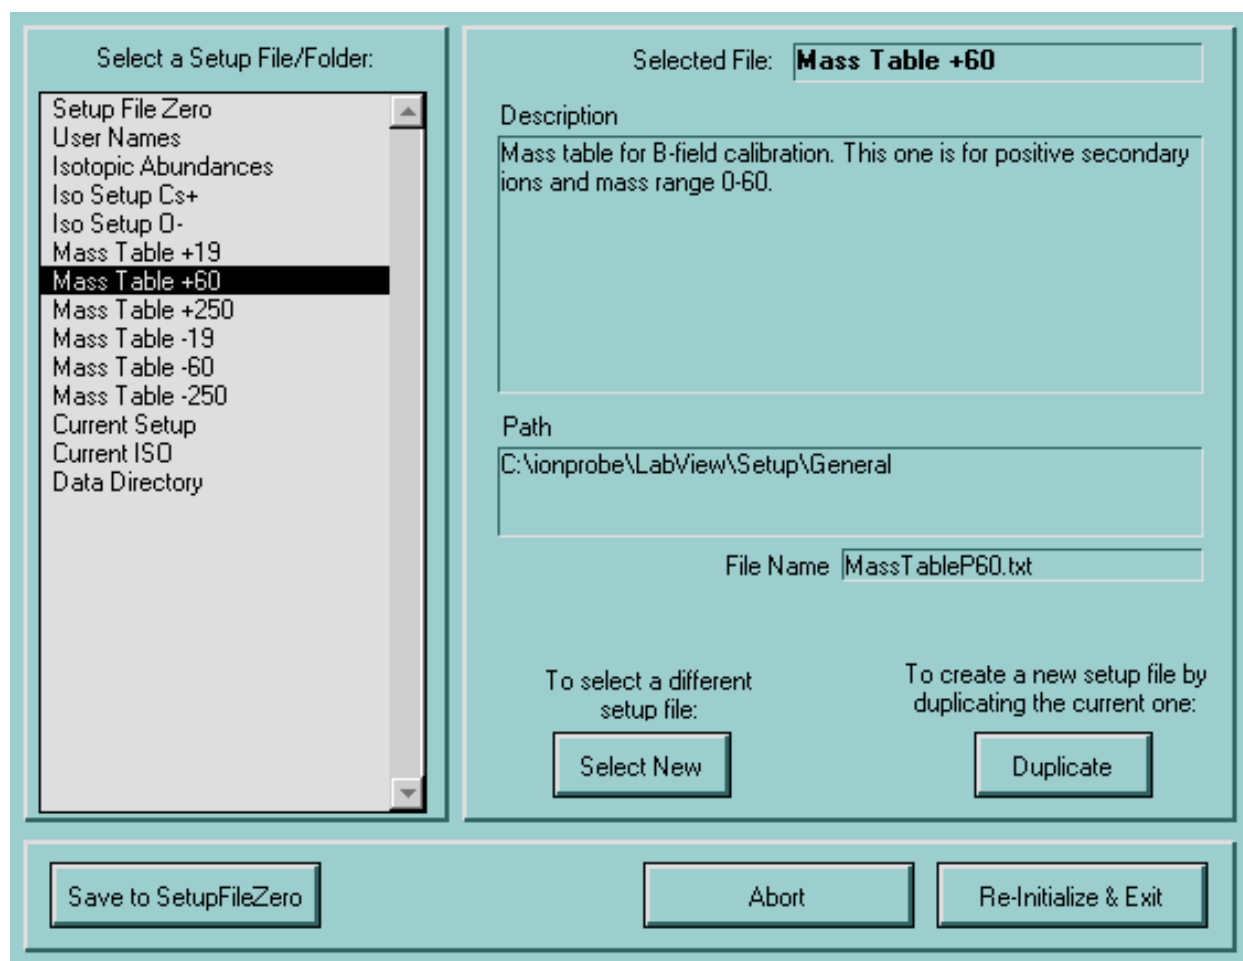 Select a Setup File/Folder:
Setup File Zero
User Names
Isotopic Abundances
Iso Setup Cs+
Iso Setup O-
Mass Table +19
Mass Table +60
Mass Table +250
Mass Table -19
Mass Table -60
Mass Table -250
Current Setup
Current ISO
Data Directory
Selected File: Mass Table +60
Description
Mass table for B-field calibration. This one is for positive secondary
ions and mass range 0-60.
Path
C:\ionprobe\LabView\Setup\General
File Name MassTableP60.txt
To select a different
setup file:
Select New
To create a new setup file by
duplicating the current one:
Duplicate
Save to SetupFileZero
Abort
Re-Initialize & Exit